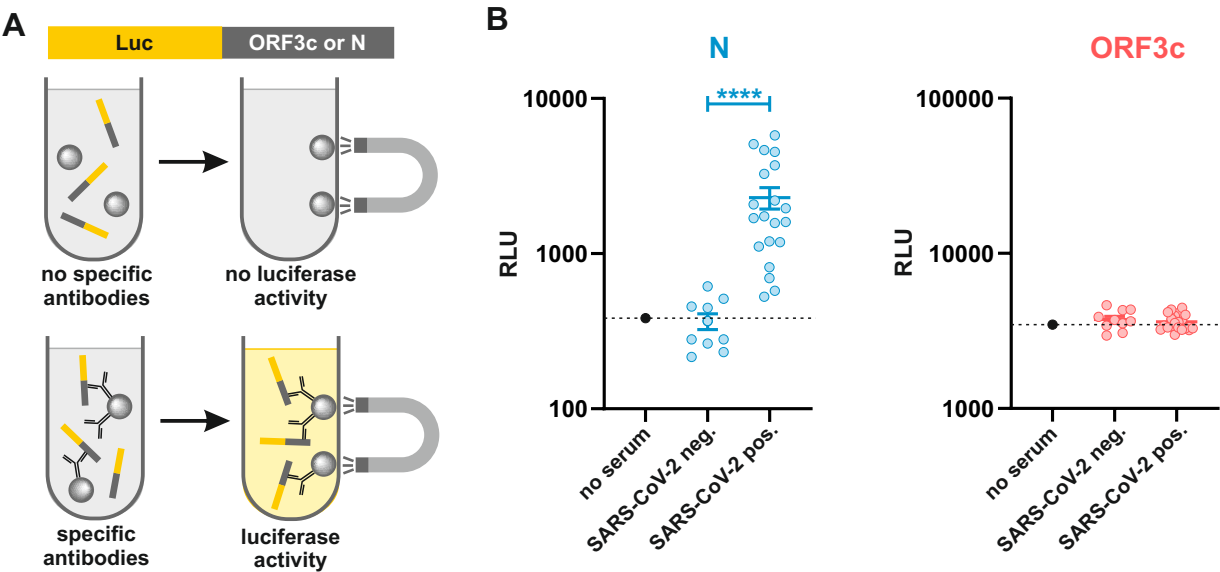 A
Luc
ORF3c or N
no specific
antibodies
no luciferase
activity
specific
antibodies
luciferase
activity
B
N
****
10000
1000
100
RLU
no serum
SARS-CoV-2 neg.
SARS-CoV-2 pos.
ORF3c
100000
10000
1000
RLU
no serum
SARS-CoV-2 neg.
SARS-CoV-2 pos.